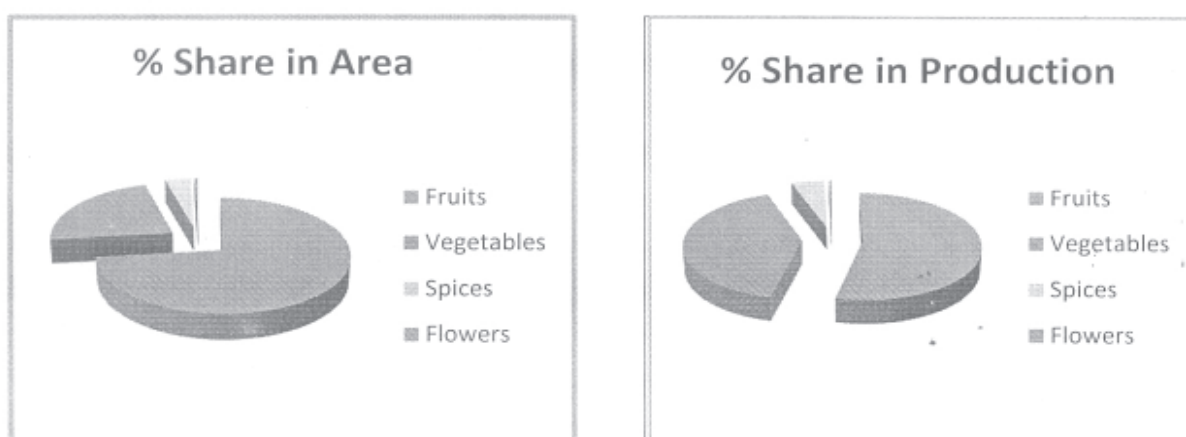 % Share in Area
Fruits
Vegetables
Spices
Flowers
% Share in Production
Fruits
Vegetables
Spices
Flowers